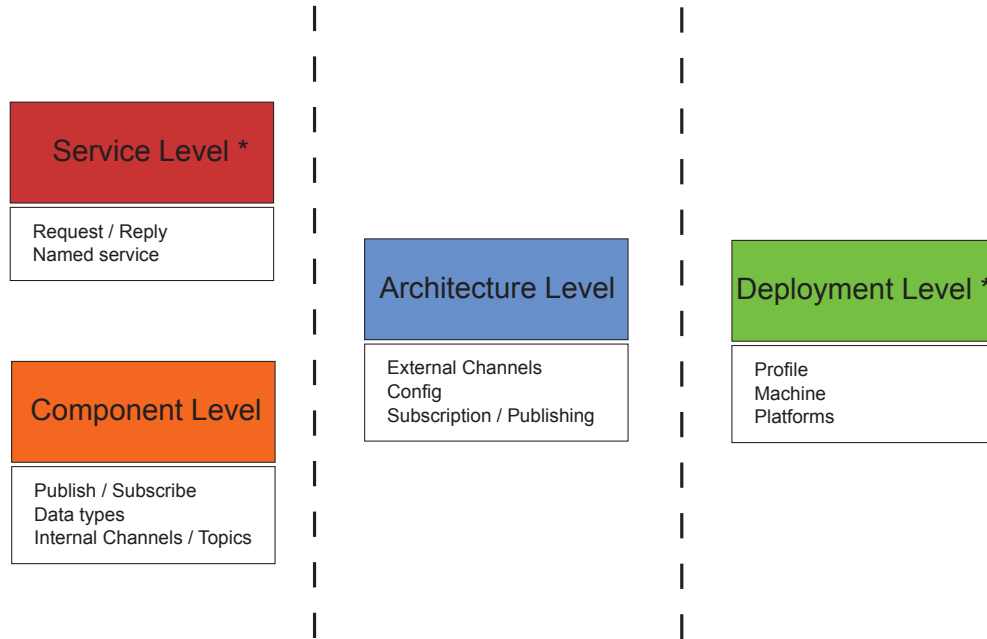 Service Level *
Request / Reply
Named service
Component Level
Publish / Subscribe
Data types
Internal Channels / Topics
Architecture Level
External Channels
Config
Subscription / Publishing
Deployment Level *
Profile
Machine
Platforms